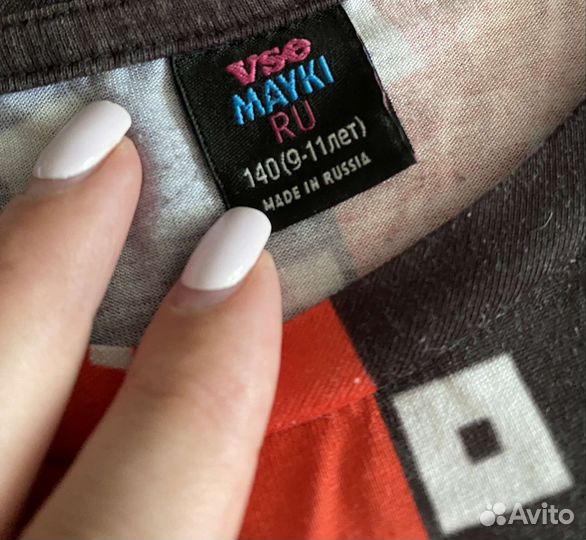 vse
MAYKI
RU
140(9-11лет)
MADE IN RUSSIA
Avito